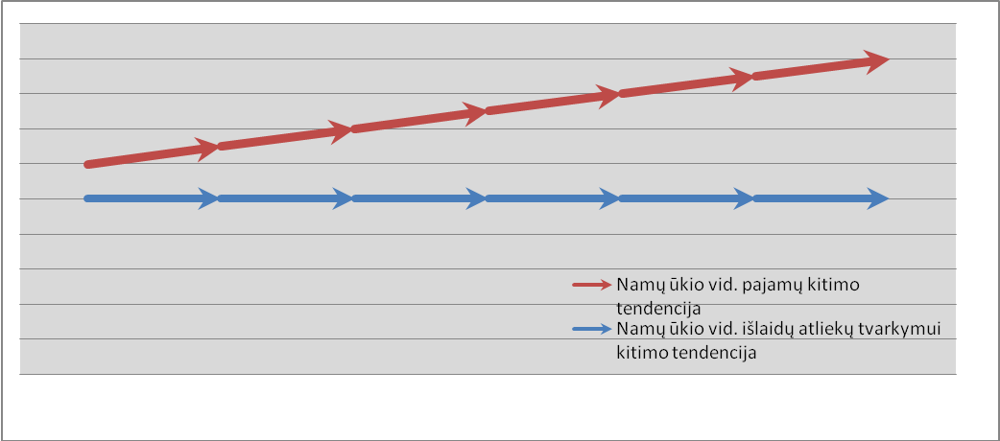 Namų ūkio vid. pajamų kitimo
tendencija
Namų ūkio vid. išlaidų atliekų tvarkymui
kitimo tendencija